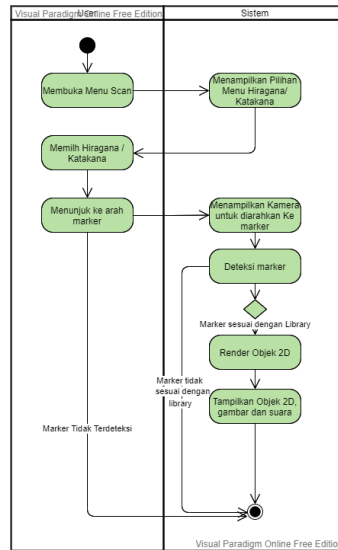 Visual Paradigm Online Free Edition
User
Sistem
Membuka Menu Scan
Menampilkan Pilihan
Menu Hiragana/
Katakana
Memilh Hiragana /
Katakana
Menunjuk ke arah
marker
Menampilkan Kamera
untuk diarahkan Ke
marker
Deteksi marker
Marker sesuai dengan Library
Render Objek 2D
Marker tidak
sesuai dengan
library
Tampilkan Objek 2D,
gambar dan suara
Marker Tidak Terdeteksi
Visual Paradigm Online Free Editio